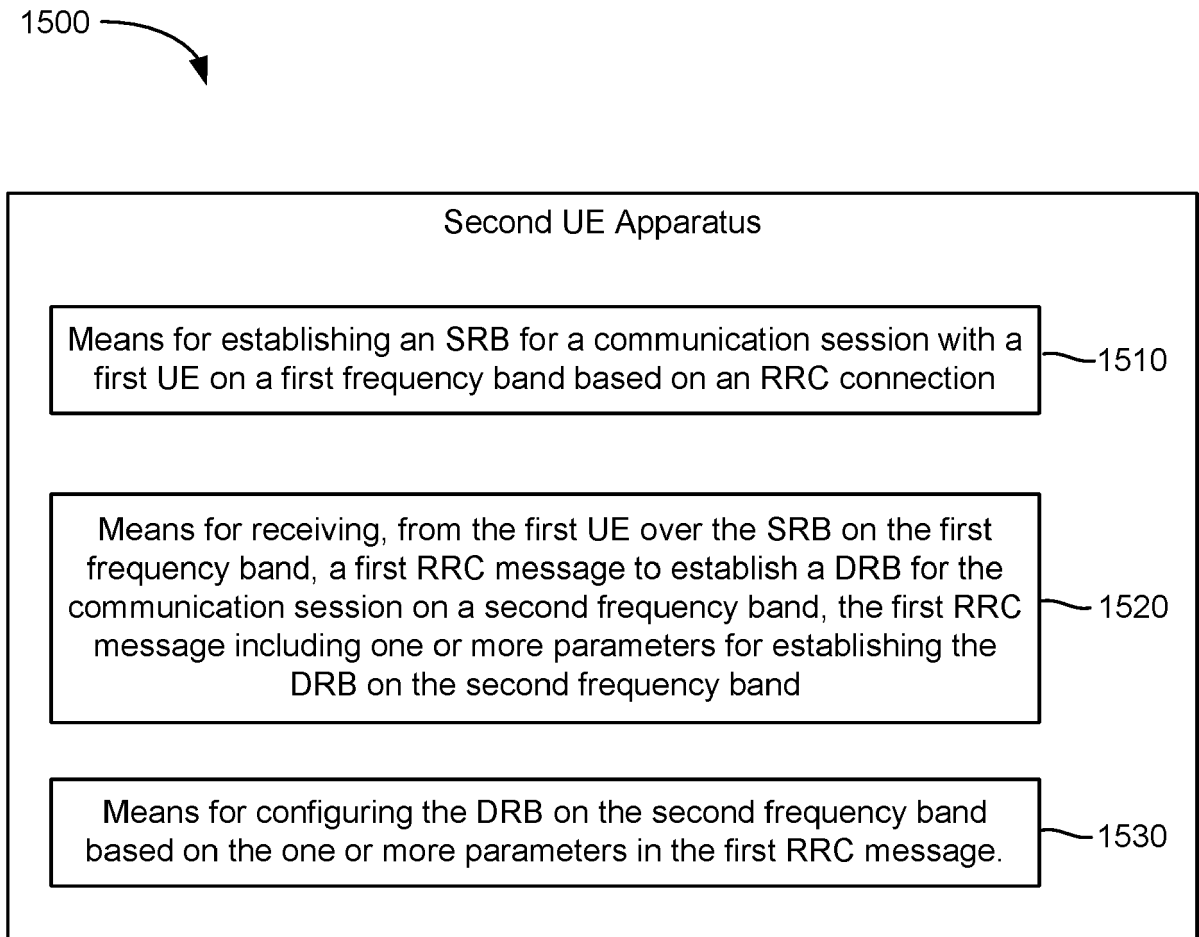 1500
Second UE Apparatus
Means for establishing an SRB for a communication session with a
first UE on a first frequency band based on an RRC connection
1510
Means for receiving, from the first UE over the SRB on the first
frequency band, a first RRC message to establish a DRB for the
communication session on a second frequency band, the first RRC
message including one or more parameters for establishing the
DRB on the second frequency band
1520
Means for configuring the DRB on the second frequency band
based on the one or more parameters in the first RRC message.
1530